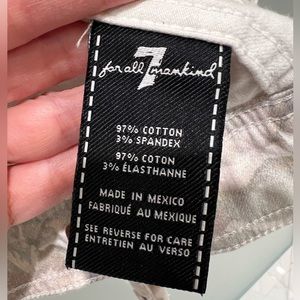 7
for all mankind
97% COTTON
3% SPANDEX
97% COTON
3% ÉLASTHANNE
MADE IN MEXICO
FABRIQUÉ AU MEXIQUE
SEE REVERSE FOR CARE
ENTRETIEN AU VERSO